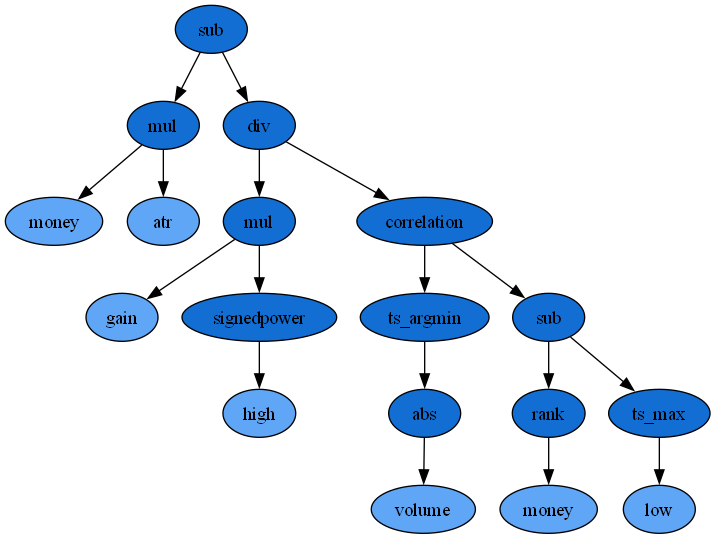 sub
mul
div
money
atr
mul
correlation
gain
signedpower
ts_argmin
sub
high
abs
rank
ts_max
volume
money
low